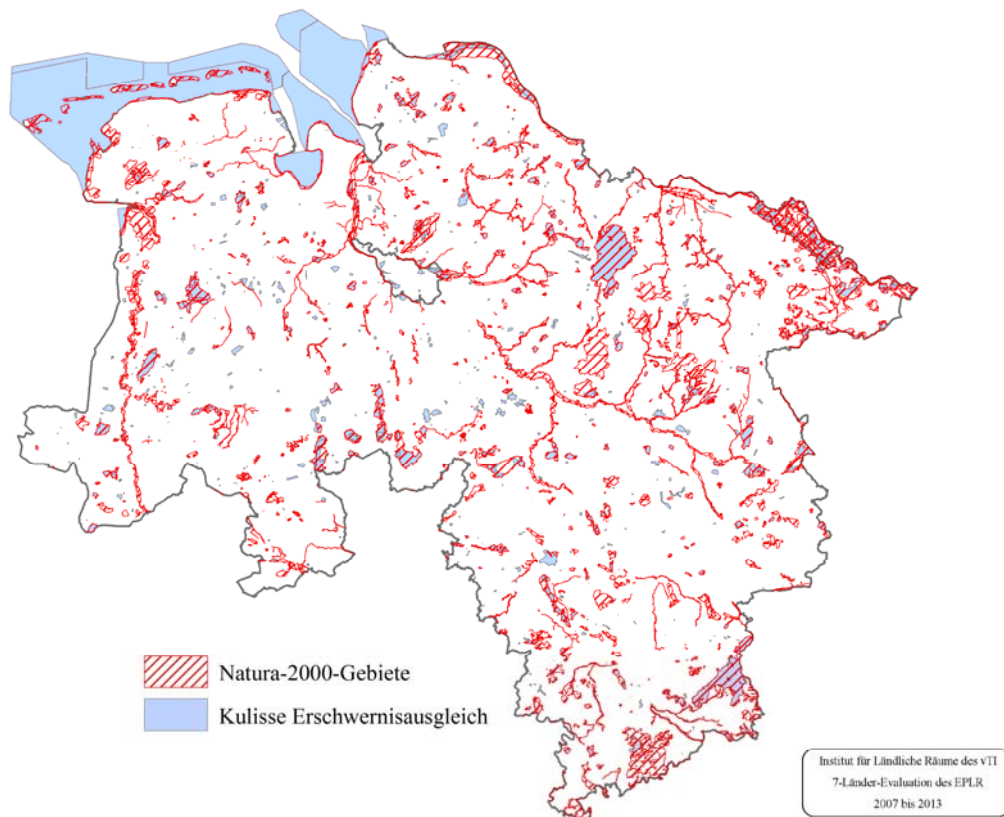 Natura-2000-Gebiete
Kulisse Erschwernisausgleich
Institut für Ländliche Räume des vTI
7-Länder-Evaluation des EPLR
2007 bis 2013